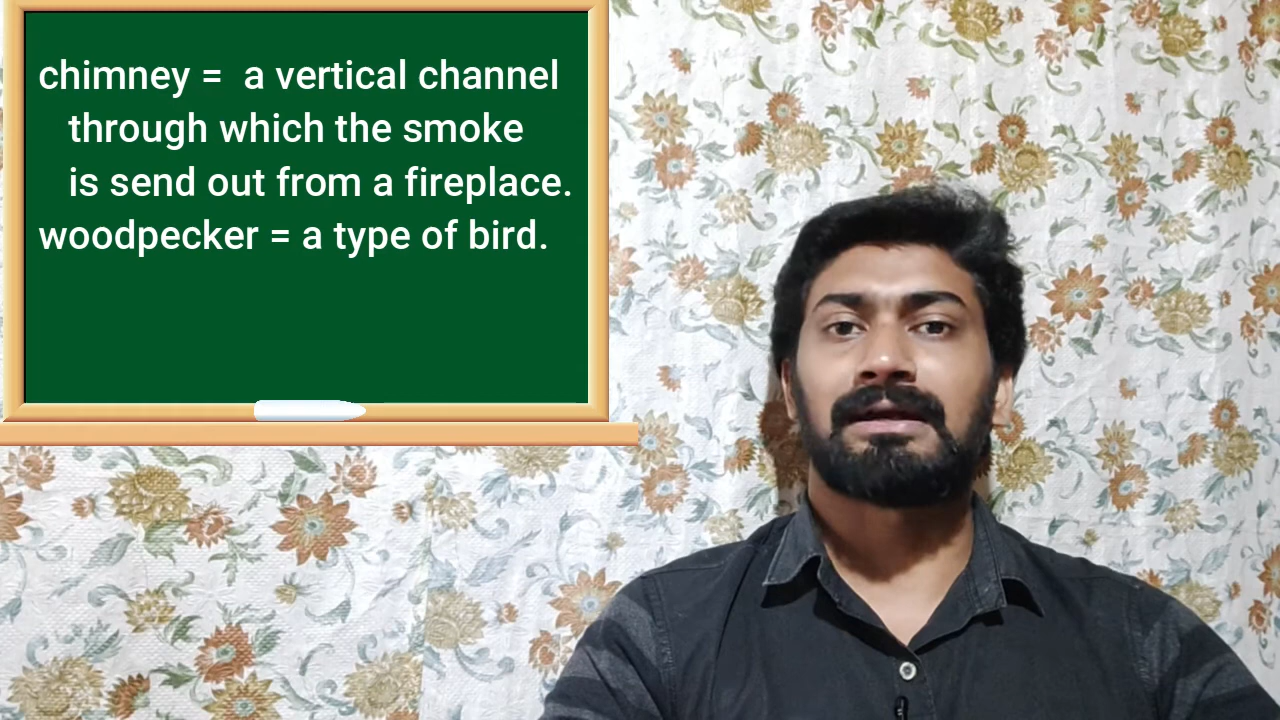 chimney = a vertical channel
through which the smoke
is send out from a fireplace.
woodpecker = a type of bird.